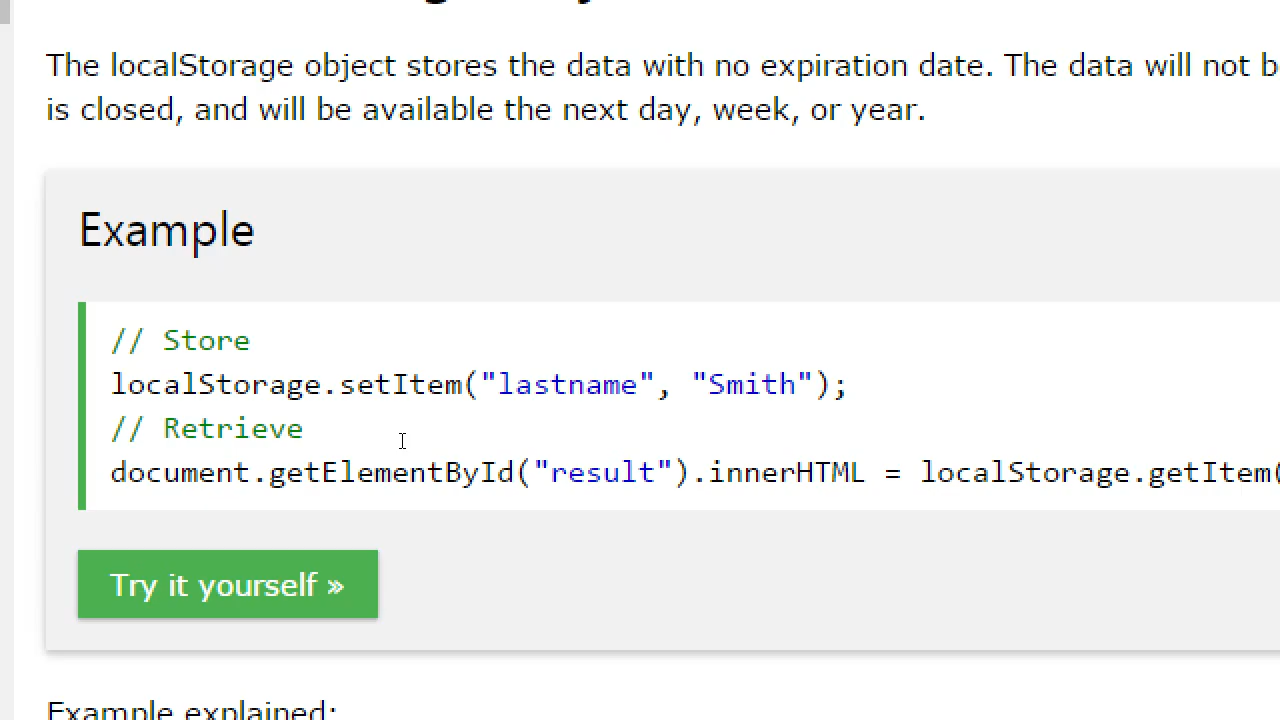 The localStorage object stores the data with no expiration date. The data will not
is closed, and will be available the next day, week, or year.
Example
// Store
localStorage.setItem("lastname", "Smith");
// Retrieve
document.getElementById("result").innerHTML = localStorage.getItem(
Try it yourself »
Example explained: